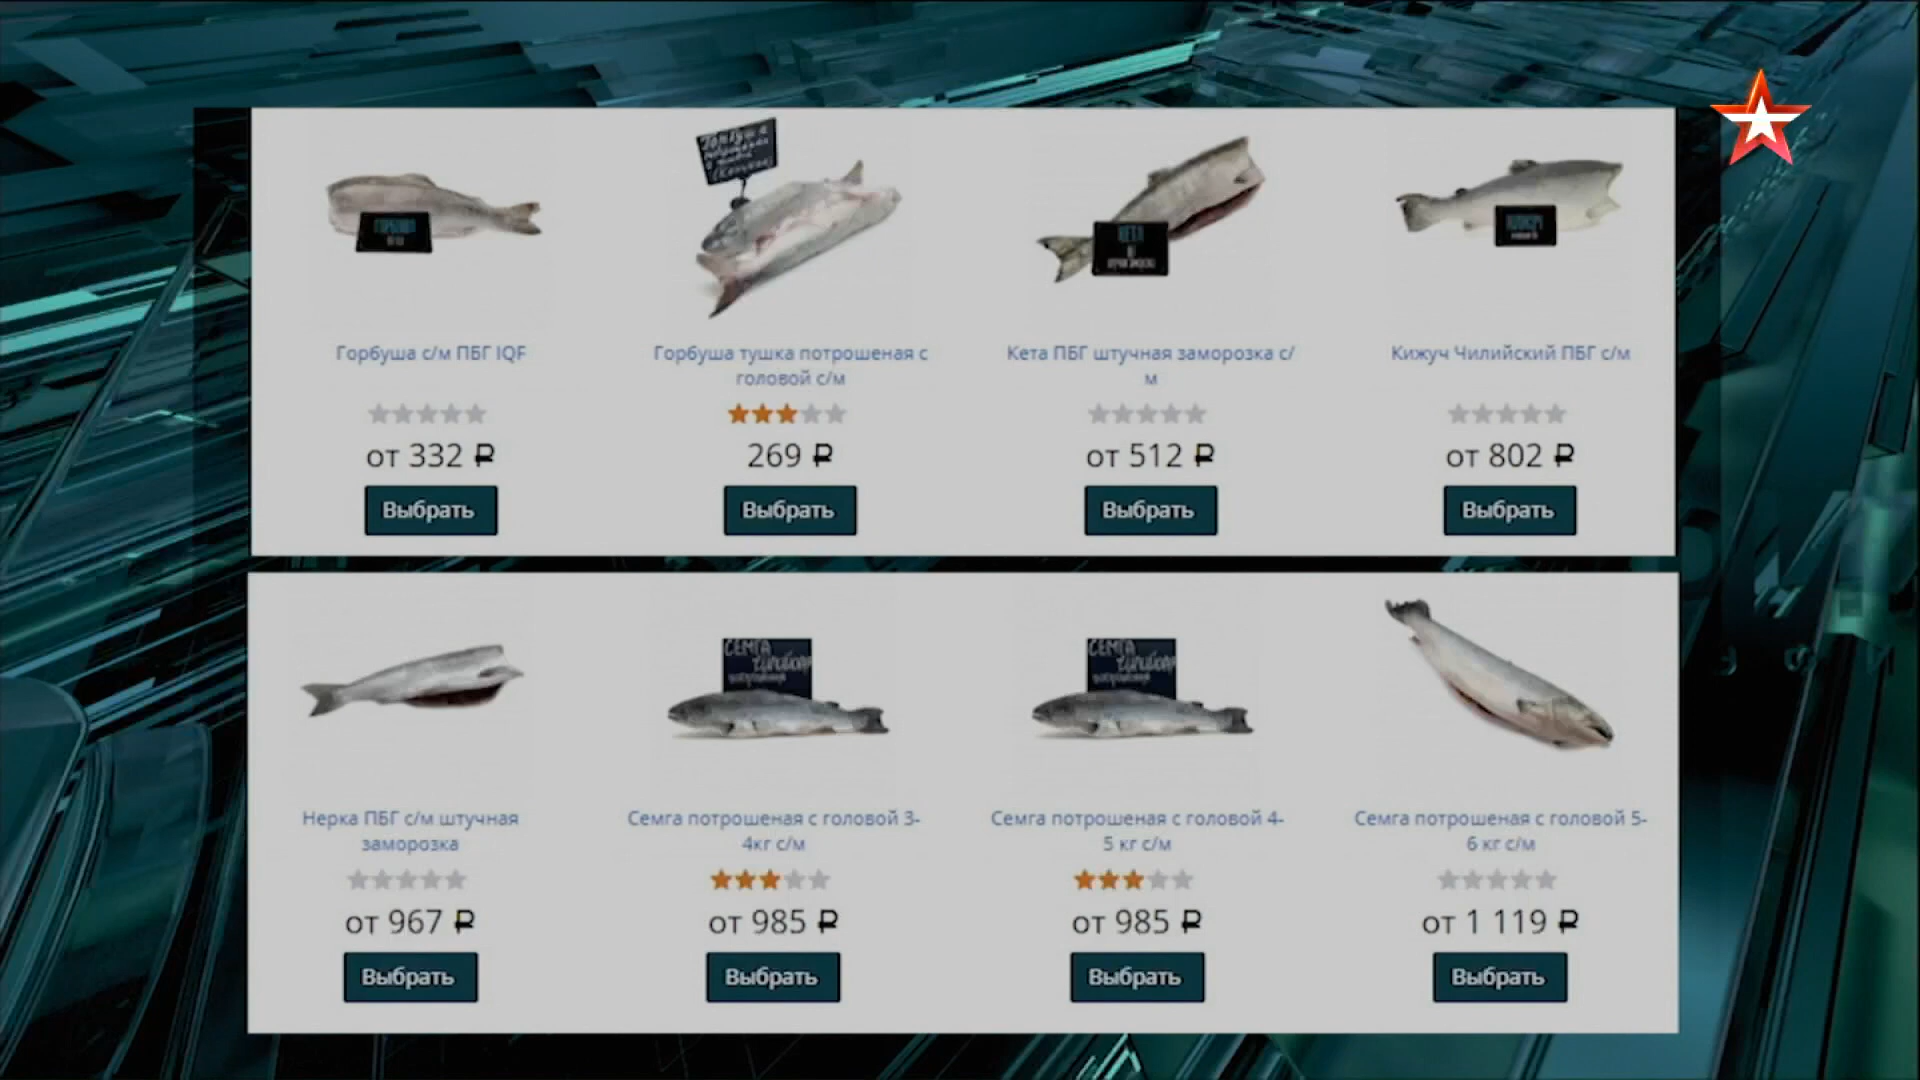 Горбуша с/м ПБГ IQF
Горбуша тушка потрошеная с
головой с/м
Кета ПБГ штучная заморозка с/
м
Кижуч Чилийский ПБГ с/м
от 332 ₽
269 ₽
от 512 ₽
от 802 ₽
Выбрать
Выбрать
Выбрать
Выбрать
СЕМГА
СЕМГА
Нерка ПБГ с/м штучная
заморозка
Семга потрошеная с головой 3-
4кг с/м
Семга потрошеная с головой 4-
5 кг с/м
Семга потрошеная с головой 5-
6 кг с/м
от 967 ₽
от 985 ₽
от 985 ₽
от 1 119 ₽
Выбрать
Выбрать
Выбрать
Выбрать